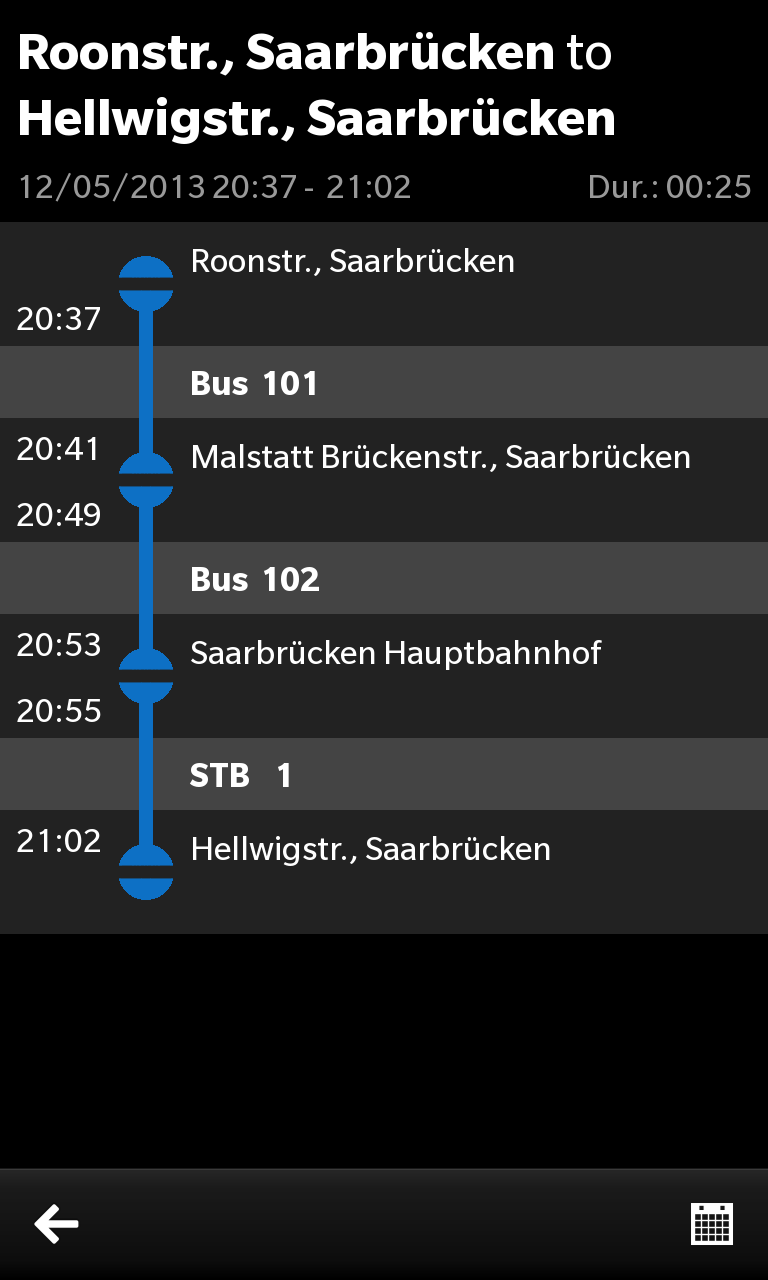 Roonstr., Saarbrücken to
Hellwigstr., Saarbrücken
12/05/2013 20:37 - 21:02 Dur.: 00:25
Roonstr., Saarbrücken
20:37
Bus 101
20:41 Malstatt Brückenstr., Saarbrücken
20:49
Bus 102
20:53 Saarbrücken Hauptbahnhof
20:55
STB 1
21:02 Hellwigstr., Saarbrücken